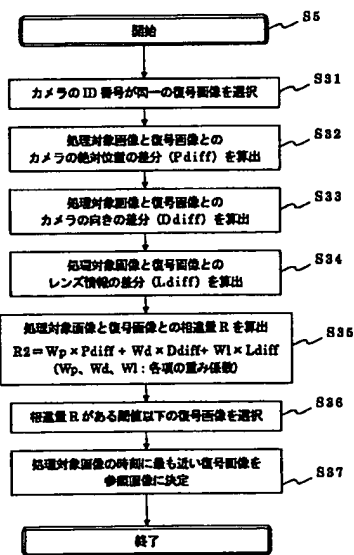 開始
S5
カメラの ID 番号が同一の復号画像を選択
S31
処理対象画像と復号画像との
カメラの絶対位置の差分 (Pdiff) を算出
S32
処理対象画像と復号画像との
カメラの向きの差分 (Ddiff) を算出
S33
処理対象画像と復号画像との
レンズ情報の差分 (Ldiff) を算出
S34
処理対象画像と復号画像との相違量 R を算出
R2=Wp×Pdiff + Wd×Ddiff+ Wl×Ldiff
(Wp、Wd、Wl:各項の重み係数)
S35
相違量 R がある閾値以下の復号画像を選択
S36
処理対象画像の時刻に最も近い復号画像を
参照画像に決定
S37
終了